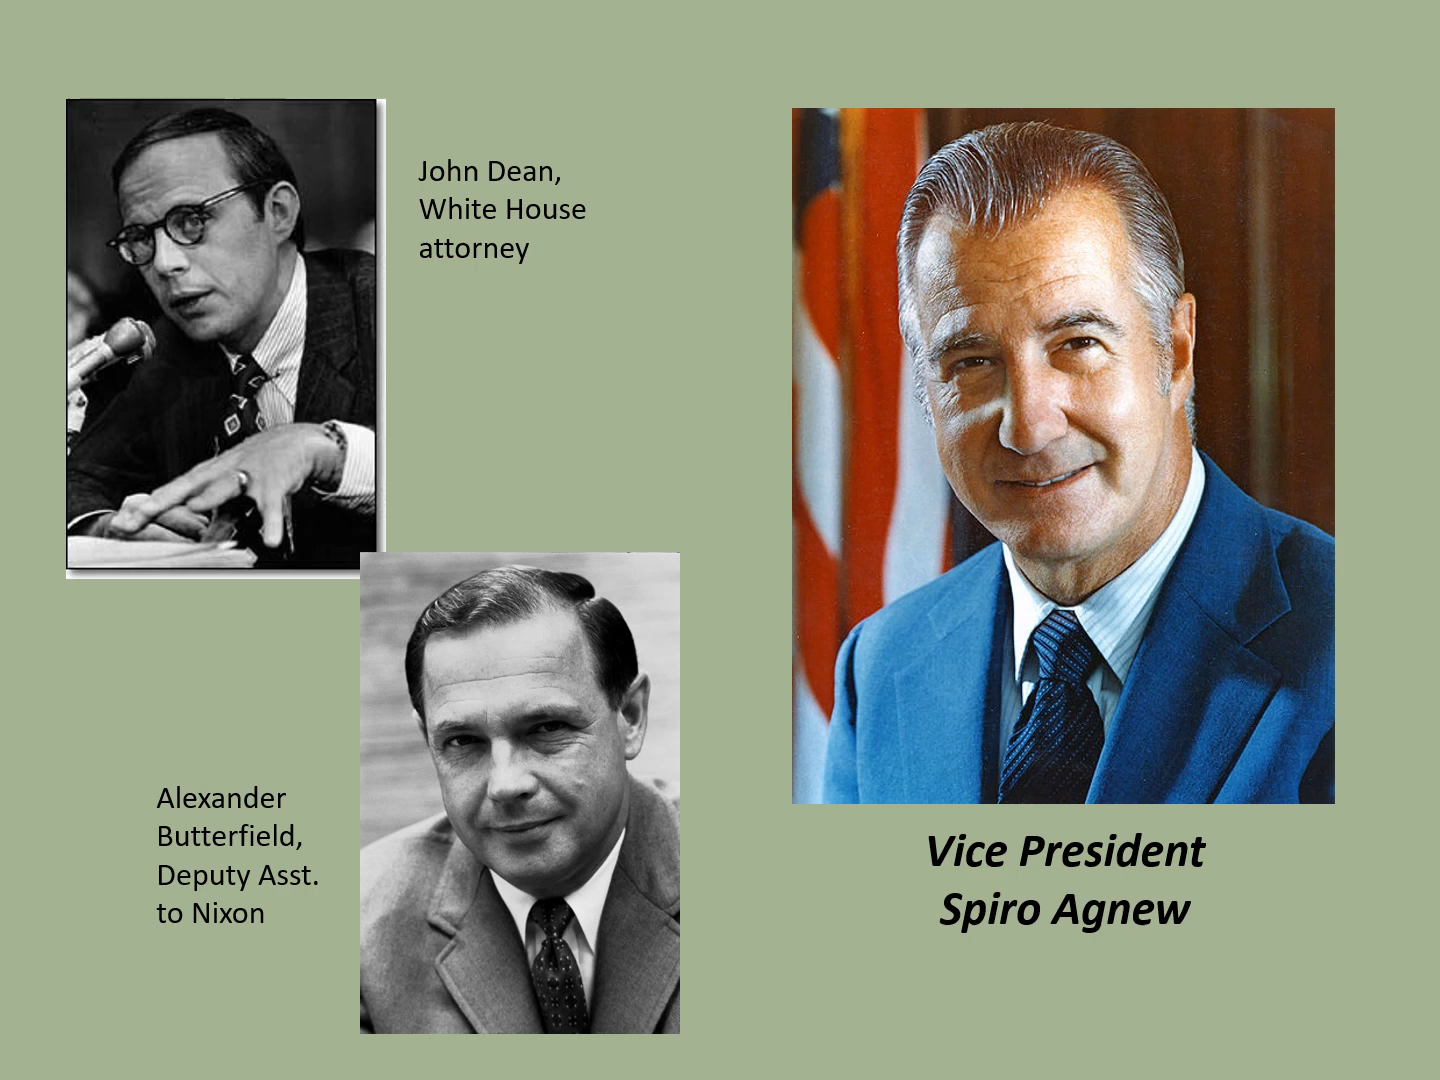 John Dean,
White House
attorney
Alexander
Butterfield,
Deputy Asst.
to Nixon
Vice President
Spiro Agnew